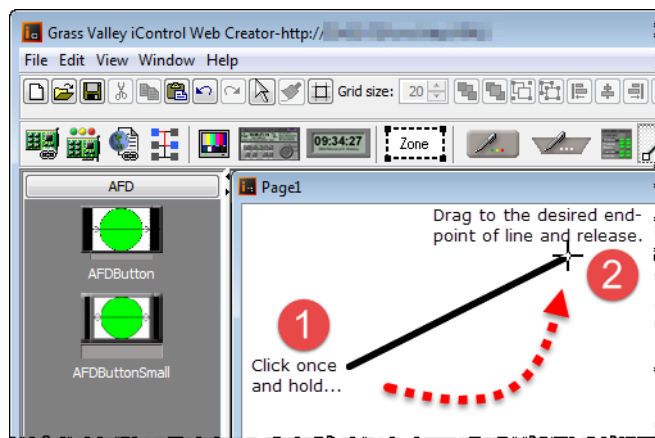 Grass Valley iControl Web Creator-http://
File Edit View Window Help
Grid size: 20
09:34:27
Zone
AFD
Page1
AFDButton
AFDButtonSmall
Drag to the desired end-
point of line and release.
2
1
Click once
and hold...